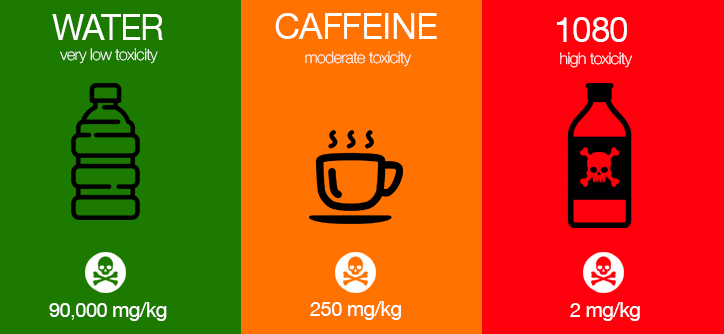 WATER
very low toxicity
90,000 mg/kg
CAFFEINE
moderate toxicity
250 mg/kg
1080
high toxicity
2 mg/kg